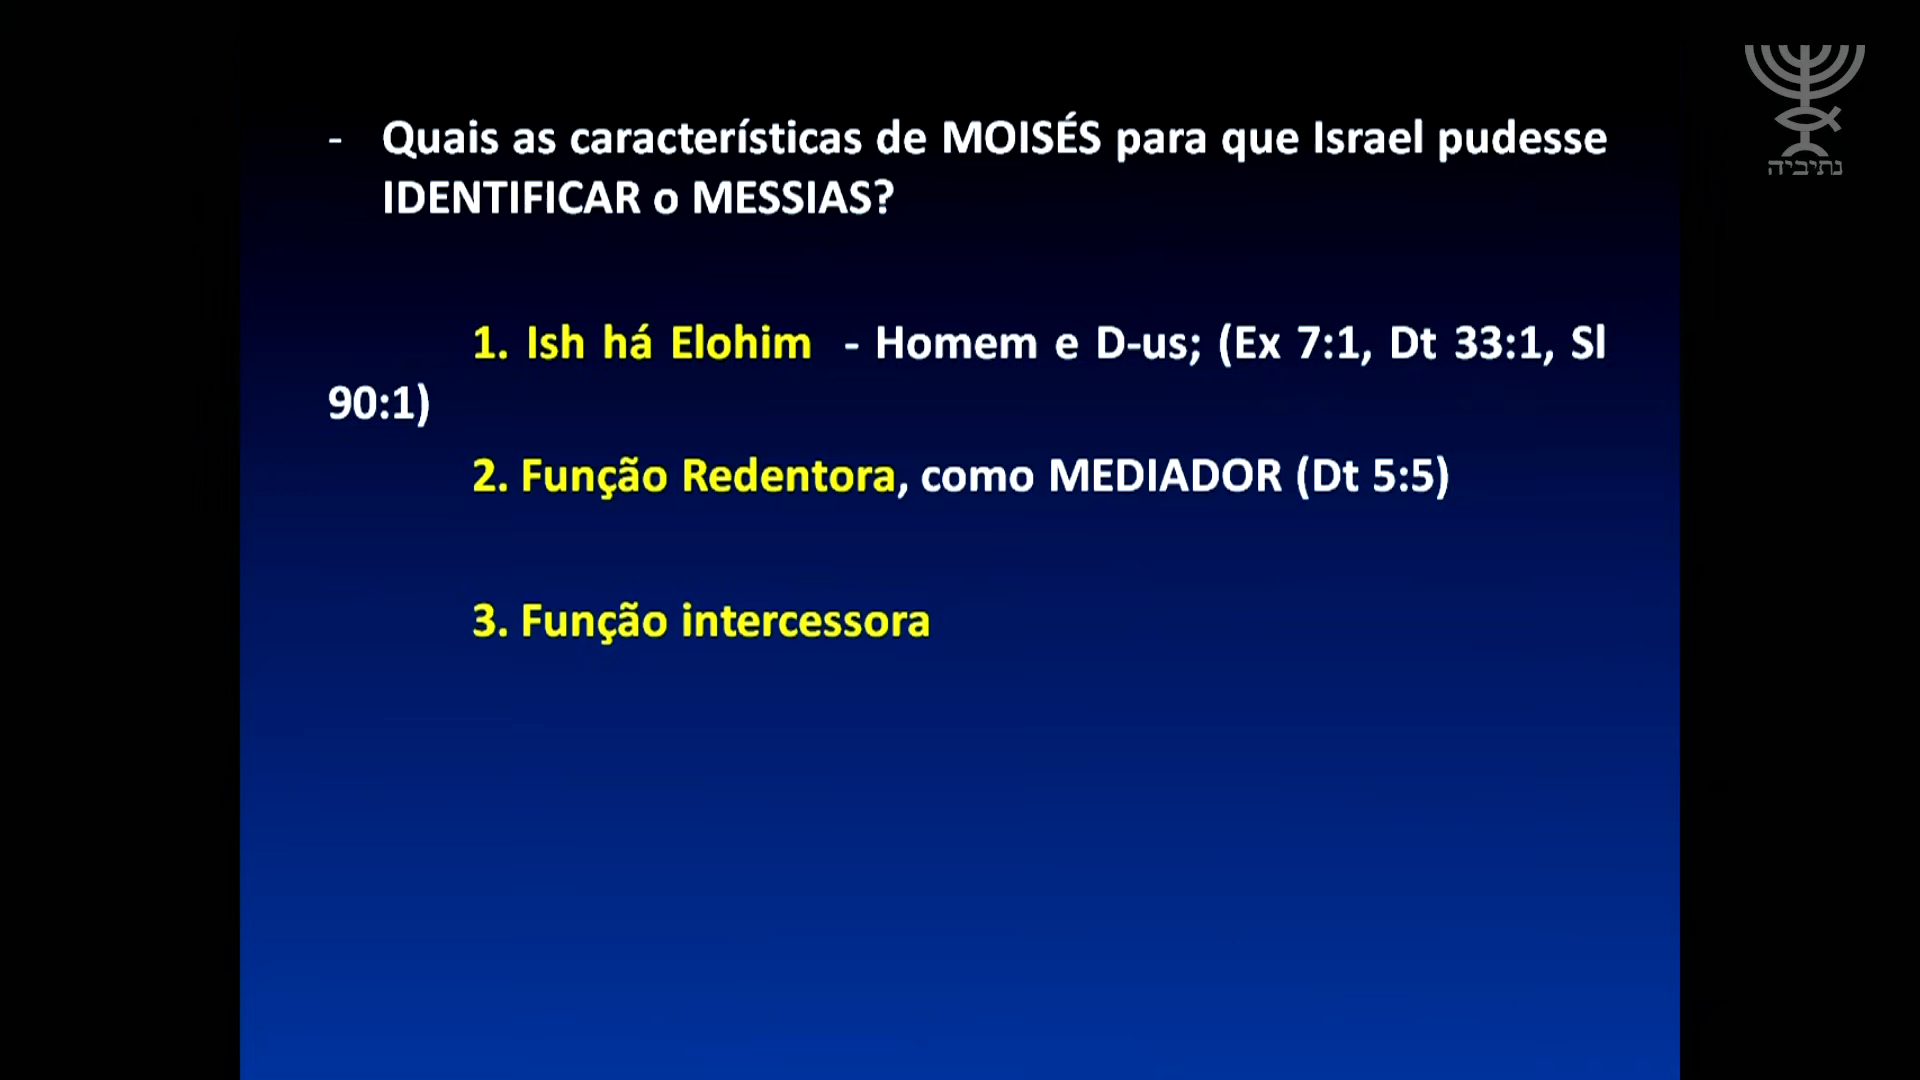 - Quais as características de MOISÉS para que Israel pudesse
IDENTIFICAR o MESSIAS?
1. Ish há Elohim - Homem e D-us; (Ex 7:1, Dt 33:1, Sl
90:1)
2. Função Redentora, como MEDIADOR (Dt 5:5)
3. Função intercessora
נתיביה